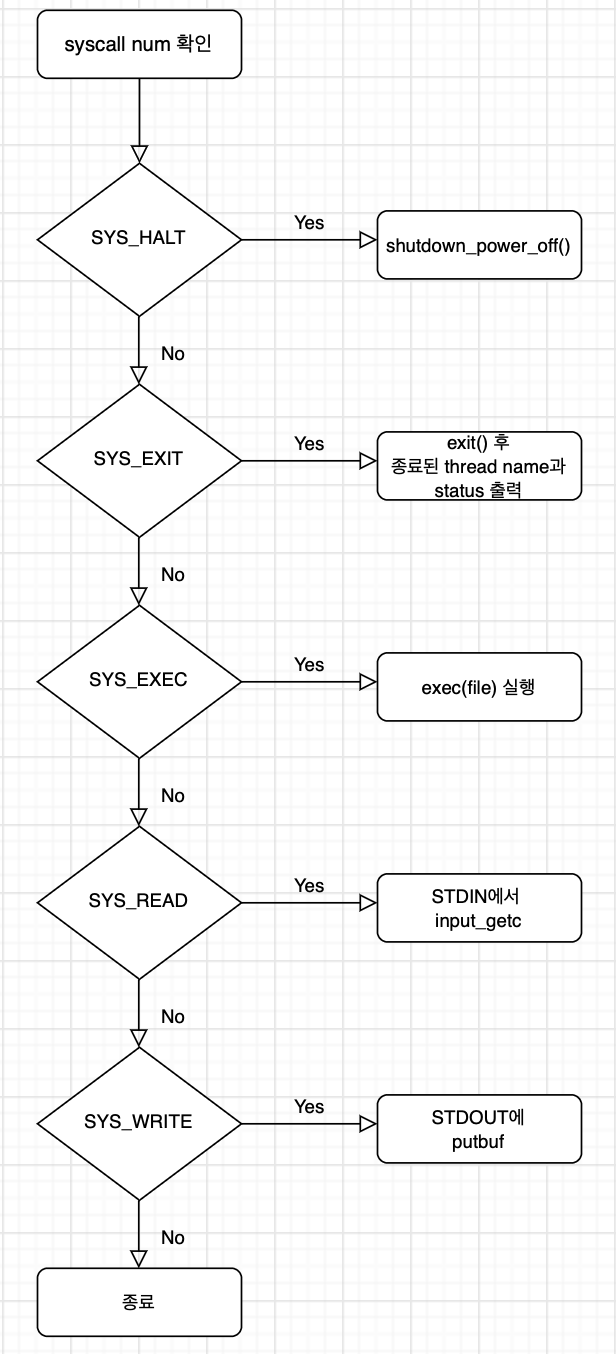 syscall num 확인
SYS_HALT
Yes
shutdown_power_off()
No
SYS_EXIT
Yes
exit() 후
종료된 thread name과
status 출력
No
SYS_EXEC
Yes
exec(file) 실행
No
SYS_READ
Yes
STDIN에서
input_getc
No
SYS_WRITE
Yes
STDOUT에
putbuf
No
종료